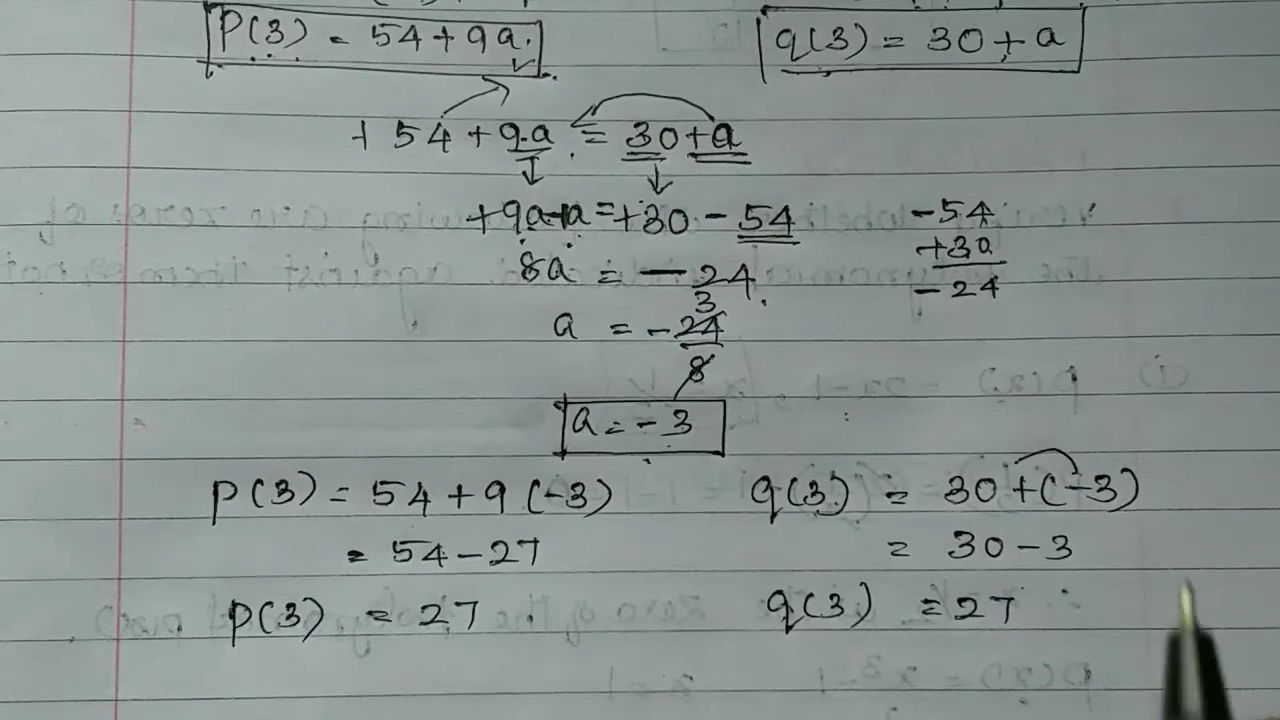 P(3) = 54 + 9a.
q(3) = 30 + a
+ 54 + 9a = 30 + a
+9a - a = +30 - 54
-54
8a = - 24
+30
-24
3
a = -24
8
a = - 3
P(3) = 54 + 9 (-3)
q(3) = 30 + (-3)
= 54 - 27
= 30 - 3
P(3) = 27
q(3) = 27